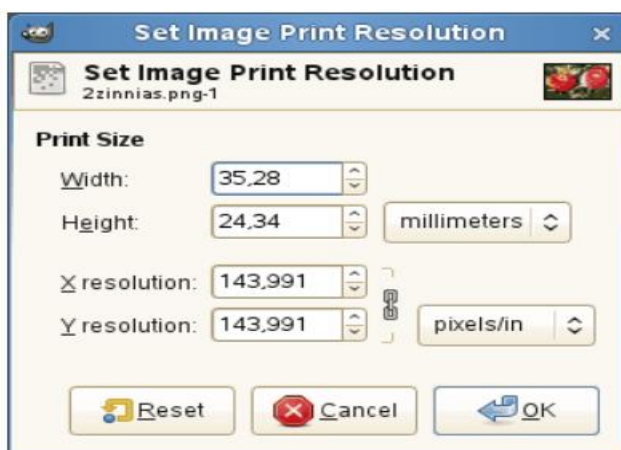 Set Image Print Resolution
Set Image Print Resolution
2zinnias.png-1
Print Size
Width: 35,28
Height: 24,34 millimeters
X resolution: 143,991
Y resolution: 143,991 pixels/in
Reset Cancel OK